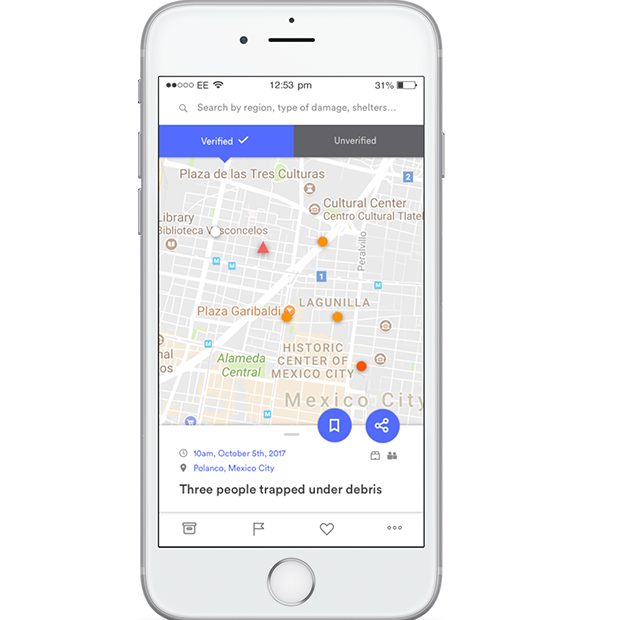 EE 12:53 pm 31%
Search by region, type of damage, shelters...
Verified Unverified
Plaza de las Tres Culturas
2
Cultural Center
Centro Cultural Tlatel
Library
Biblioteca Vasconcelos
Peralvillo
M
M
1
M
LAGUNILLA
Plaza Garibaldi
M
HISTORIC
CENTER OF
MEXICO CITY
Alameda
Central
nal
os
Mexico City
M
10am, October 5th, 2017
Polanco, Mexico City
Three people trapped under debris